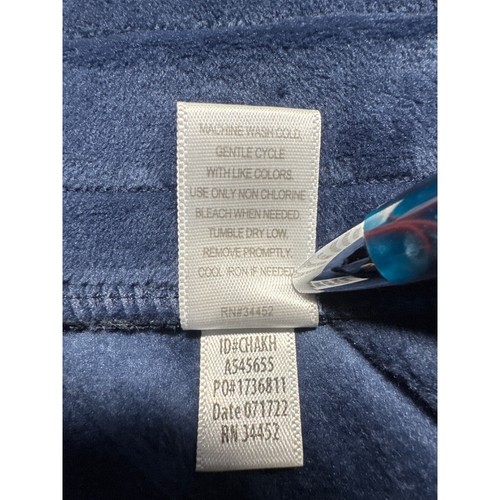 MACHINE WASH COLD,
GENTLE CYCLE
WITH LIKE COLORS.
USE ONLY NON CHLORINE
BLEACH WHEN NEEDED.
TUMBLE DRY LOW.
REMOVE PROMPTLY.
COOL IRON IF NEEDED.
RN#34452
ID#CHAKH
A545655
PO#1736811
Date 071722
RN 34452